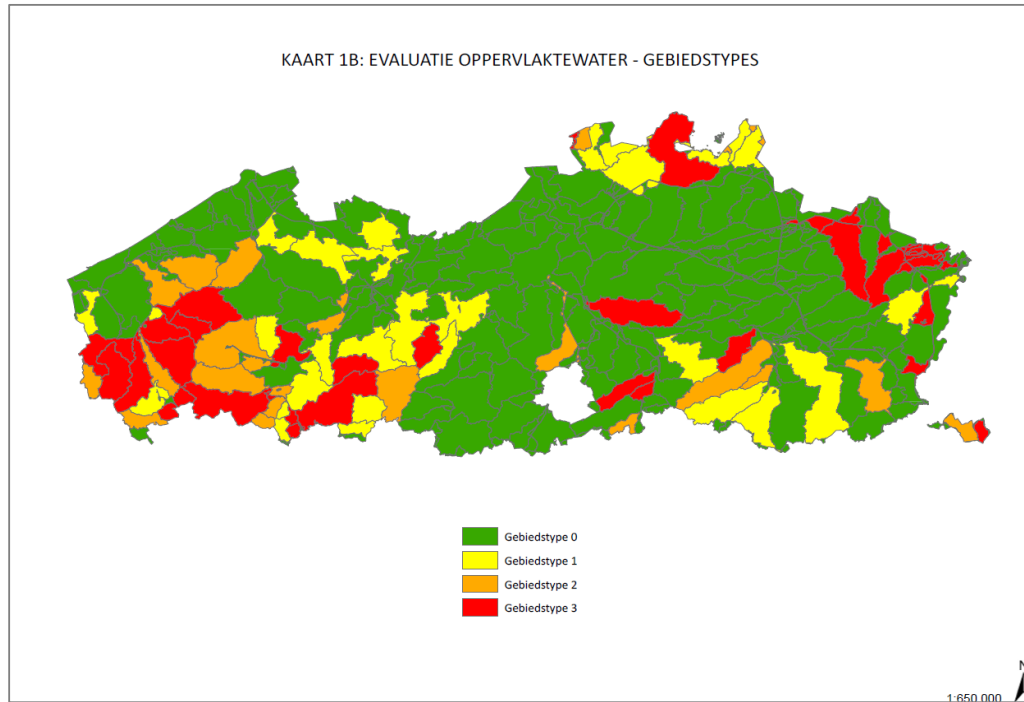 KAART 1B: EVALUATIE OPPERVLAKTEWATER - GEBIEDSTYPES
Gebiedstype 0
Gebiedstype 1
Gebiedstype 2
Gebiedstype 3
N
1:650.000